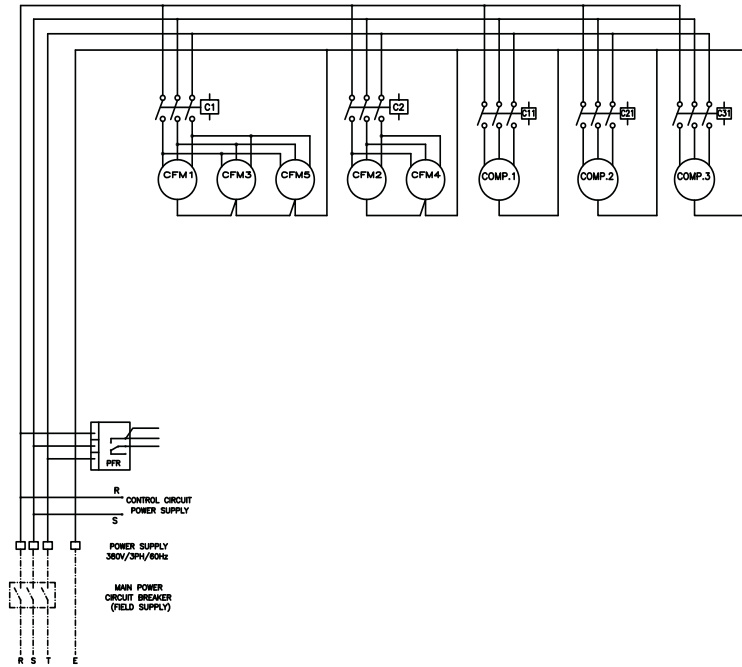 C1
C2
C11
C21
C31
CFM1
CFM3
CFM5
CFM2
CFM4
COMP.1
COMP.2
COMP.3
PFR
R
CONTROL CIRCUIT
POWER SUPPLY
S
POWER SUPPLY
380V/3PH/60Hz
MAIN POWER
CIRCUIT BREAKER
(FIELD SUPPLY)
R S T E